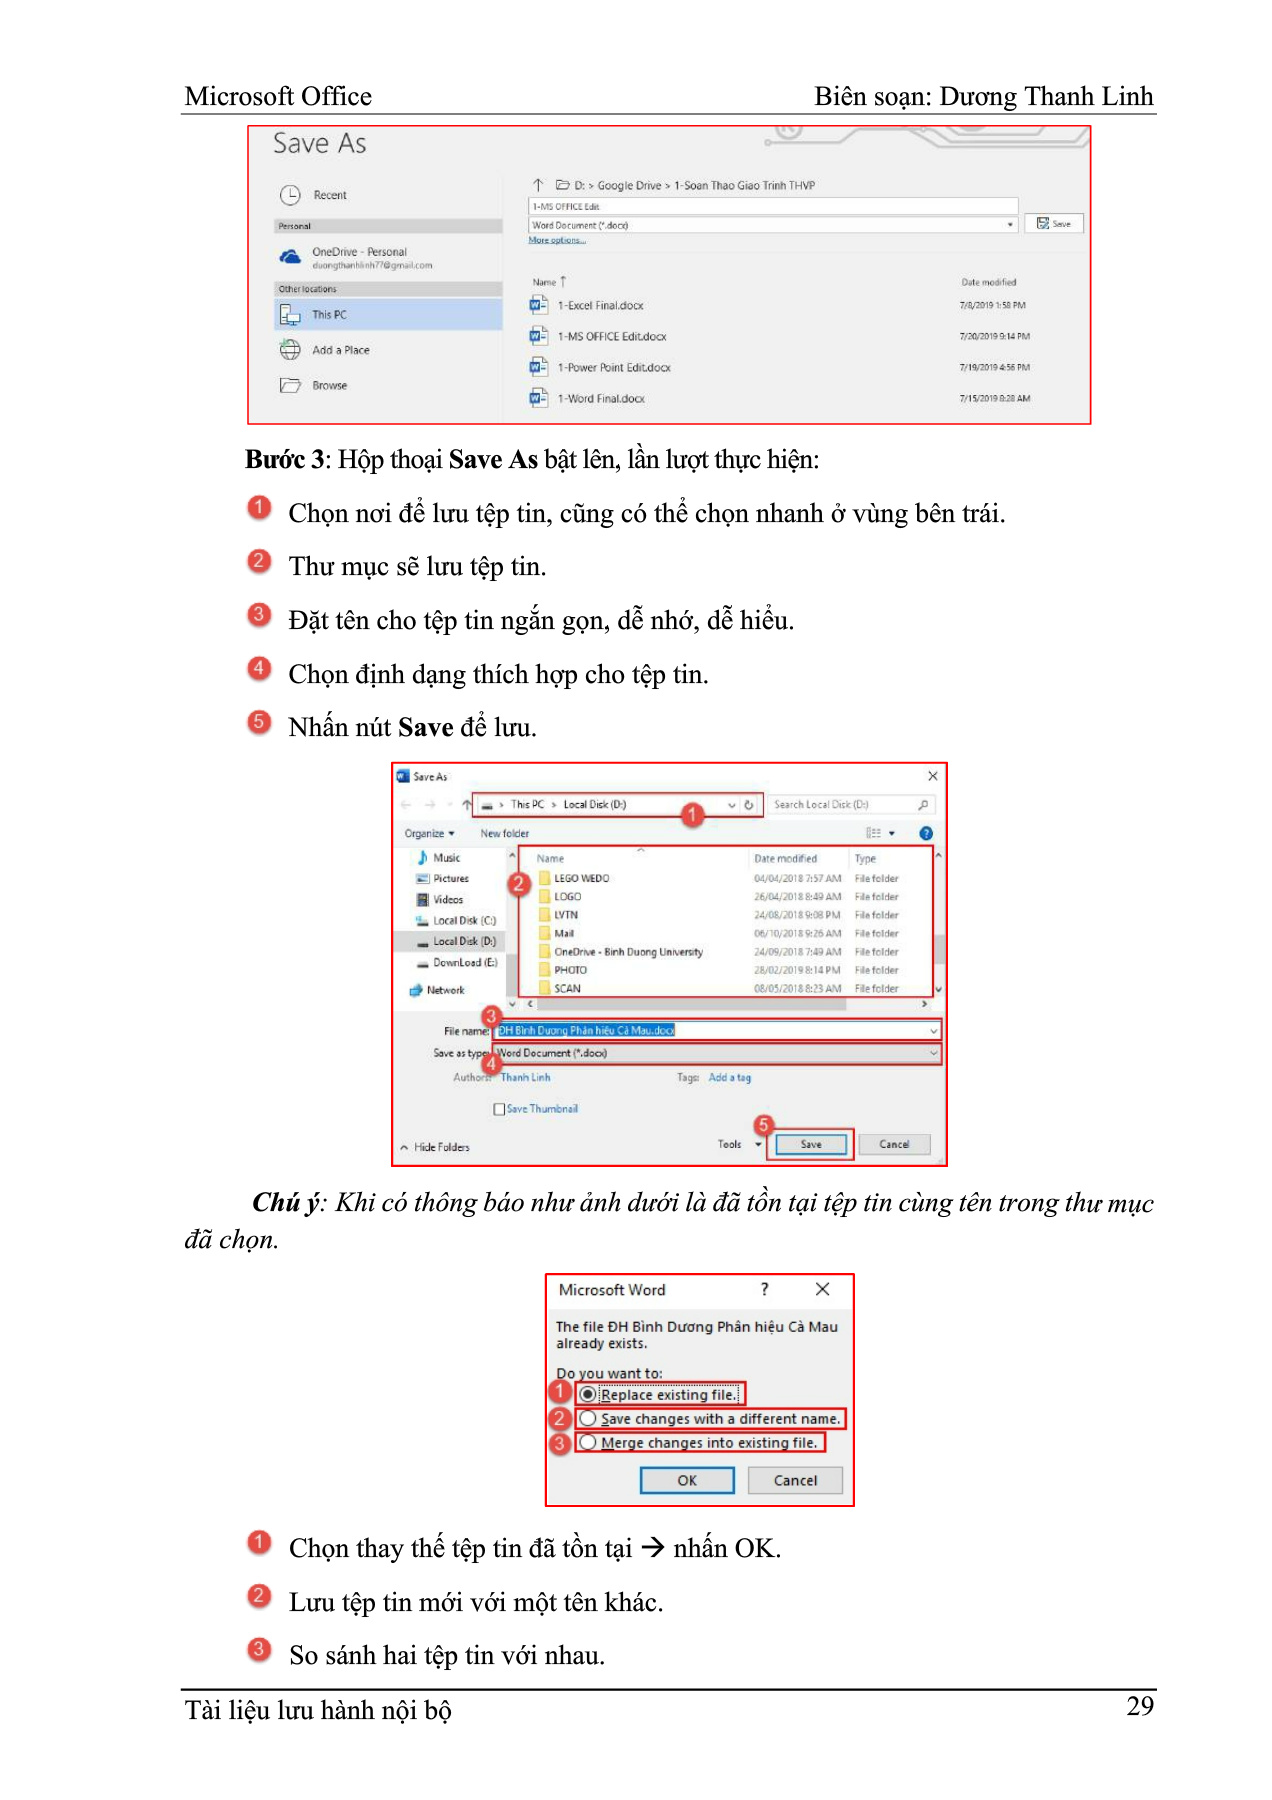 Microsoft Office Biên soạn: Dương Thanh Linh
Save As
Recent
Personal
OneDrive - Personal
duongthanhlinh77@gmail.com
Other locations
This PC
Add a Place
Browse
D: > Google Drive > 1-Soan Thao Giao Trinh THVP
1-MS OFFICE Edit
Word Document (*.docx) Save
More options...
Name ↑ Date modified
1-Excel Final.docx 7/8/2019 1:58 PM
1-MS OFFICE Edit.docx 7/20/2019 9:14 PM
1-Power Point Edit.docx 7/19/2019 4:56 PM
1-Word Final.docx 7/15/2019 8:28 AM
Bước 3: Hộp thoại Save As bật lên, lần lượt thực hiện:
1 Chọn nơi để lưu tệp tin, cũng có thể chọn nhanh ở vùng bên trái.
2 Thư mục sẽ lưu tệp tin.
3 Đặt tên cho tệp tin ngắn gọn, dễ nhớ, dễ hiểu.
4 Chọn định dạng thích hợp cho tệp tin.
5 Nhấn nút Save để lưu.
Save As
> This PC > Local Disk (D:) Search Local Disk (D:)
1
Organize New folder
Music
Pictures
Videos
Local Disk (C:)
Local Disk (D:)
DownLoad (E:)
Network
2
Name Date modified Type
LEGO WEDO 04/04/2018 7:57 AM File folder
LOGO 26/04/2018 8:49 AM File folder
LVTN 24/08/2018 9:08 PM File folder
Mail 06/10/2018 9:26 AM File folder
OneDrive - Binh Duong University 24/09/2018 7:49 AM File folder
PHOTO 28/02/2019 8:14 PM File folder
SCAN 08/05/2018 8:23 AM File folder
3
File name: ĐH Bình Dương Phân hiệu Cà Mau.docx
Save as type: Word Document (*.docx)
4
Authors: Thanh Linh Tags: Add a tag
Save Thumbnail
5
Hide Folders Tools Save Cancel
Chú ý: Khi có thông báo như ảnh dưới là đã tồn tại tệp tin cùng tên trong thư mục
đã chọn.
Microsoft Word ? ×
The file ĐH Bình Dương Phân hiệu Cà Mau
already exists.
Do you want to:
1 Replace existing file.
2 Save changes with a different name.
3 Merge changes into existing file.
OK Cancel
1 Chọn thay thế tệp tin đã tồn tại → nhấn OK.
2 Lưu tệp tin mới với một tên khác.
3 So sánh hai tệp tin với nhau.
Tài liệu lưu hành nội bộ 29